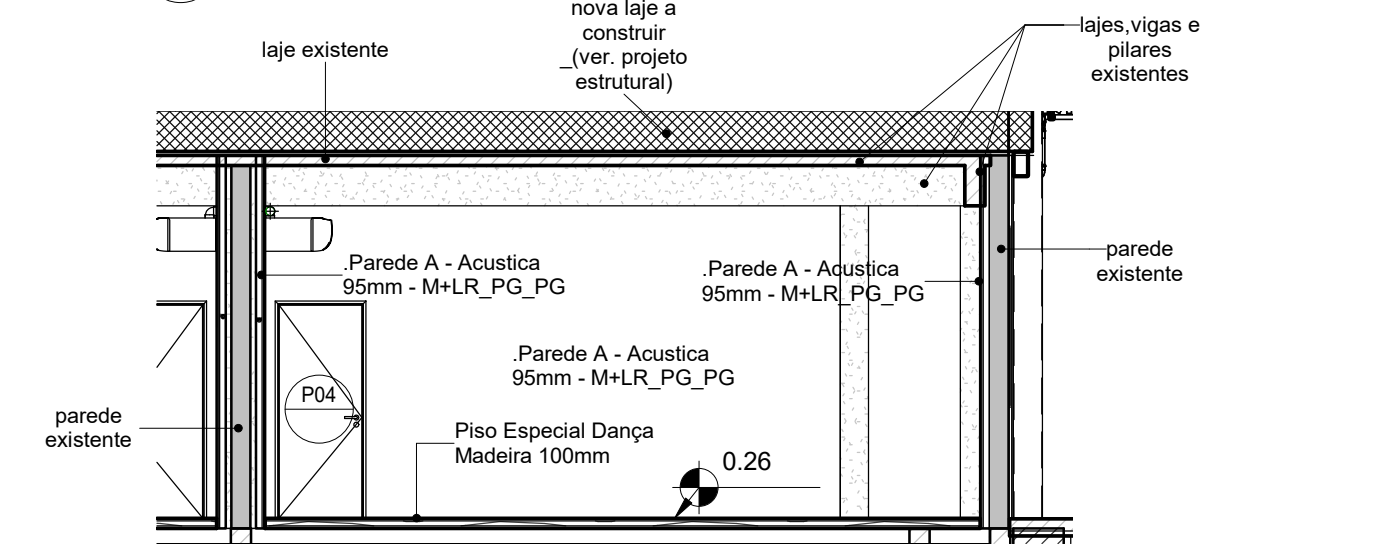 nova laje a
construir
_(ver. projeto
estrutural)
laje existente
lajes,vigas e
pilares
existentes
.Parede A - Acustica
95mm - M+LR_PG_PG
.Parede A - Acustica
95mm - M+LR_PG_PG
parede
existente
.Parede A - Acustica
95mm - M+LR_PG_PG
P04
parede
existente
Piso Especial Dança
Madeira 100mm
0.26